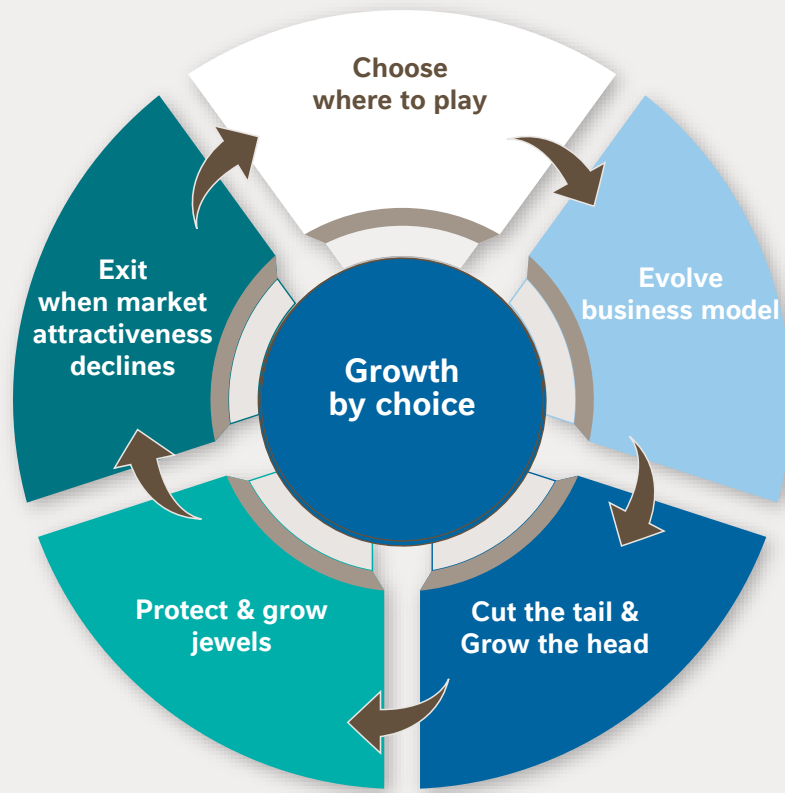 Choose
where to play
Evolve
business model
Cut the tail &
Grow the head
Protect & grow
jewels
Exit
when market
attractiveness
declines
Growth
by choice